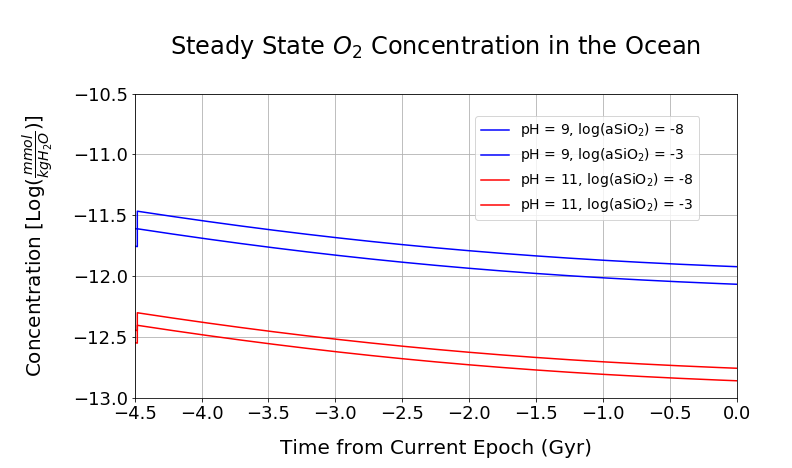 Steady State O₂ Concentration in the Ocean
Concentration [Log(mmol/kgH₂O)]
−10.5
−11.0
−11.5
−12.0
−12.5
−13.0
pH = 9, log(aSiO₂) = -8
pH = 9, log(aSiO₂) = -3
pH = 11, log(aSiO₂) = -8
pH = 11, log(aSiO₂) = -3
−4.5 −4.0 −3.5 −3.0 −2.5 −2.0 −1.5 −1.0 −0.5 0.0
Time from Current Epoch (Gyr)